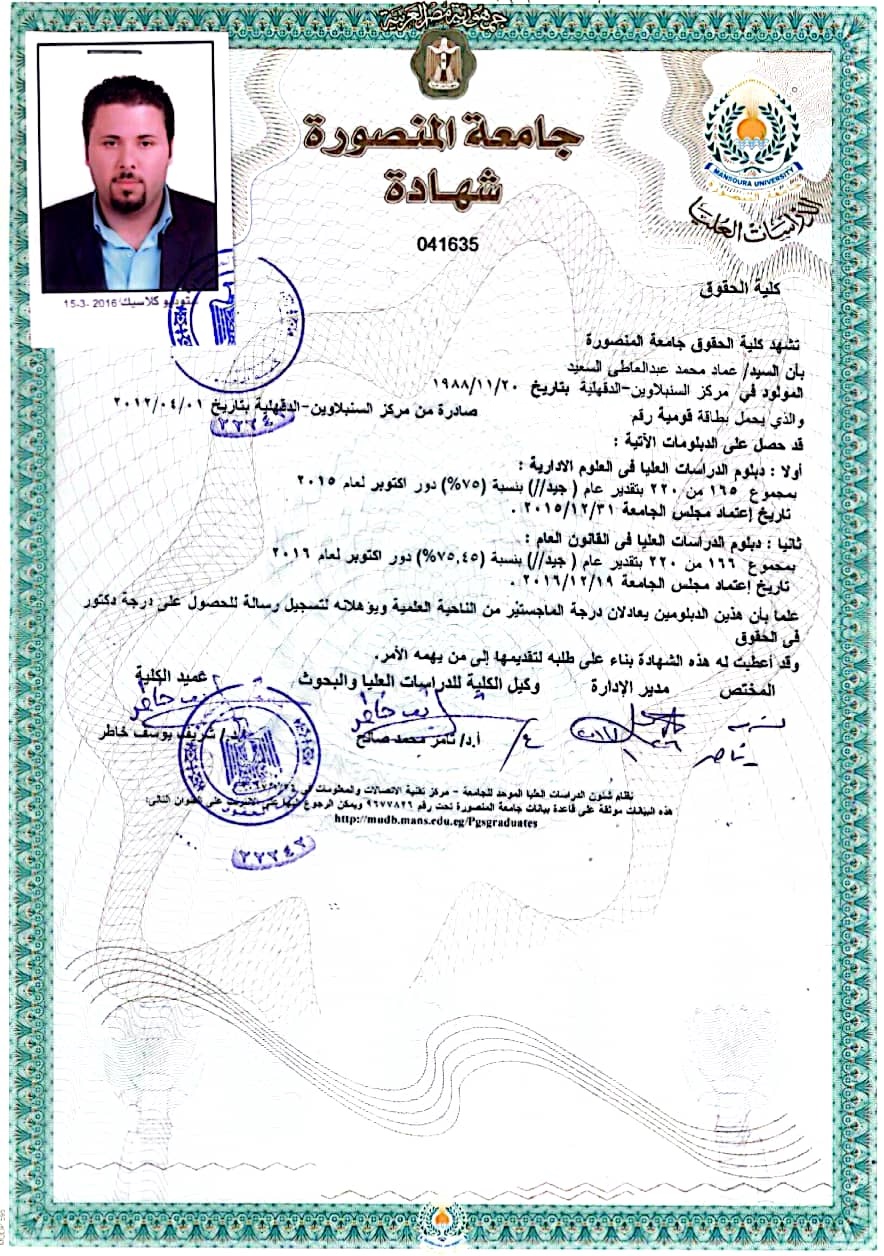 جمهورية مصر العربية
جامعة المنصورة
شهادة
MANSOURA UNIVERSITY
جامعة المنصورة
الدراسات العليا
041635
ستوديو كلاسيك 2016 -3-15
كلية الحقوق
تشهد كلية الحقوق جامعة المنصورة
بأن السيد/ عماد محمد عبدالعاطى السعيد
المولود في مركز السنبلاوين-الدقهلية بتاريخ ١٩٨٨/١١/٢٠
والذي يحمل بطاقة قومية رقم صادرة من مركز السنبلاوين-الدقهلية بتاريخ ٢٠١٢/٠٤/٠١
قد حصل على الدبلومات الآتية :
أولا : دبلوم الدراسات العليا فى العلوم الادارية :
بمجموع ١٦٥ من ٢٢٠ بتقدير عام ( جيد//) بنسبة (٧٥%) دور اكتوبر لعام ٢٠١٥
تاريخ إعتماد مجلس الجامعة ٢٠١٥/١٢/٣١ .
ثانيا : دبلوم الدراسات العليا فى القانون العام :
بمجموع ١٦٦ من ٢٢٠ بتقدير عام ( جيد//) بنسبة (٧٥,٤٥%) دور اكتوبر لعام ٢٠١٦
تاريخ إعتماد مجلس الجامعة ٢٠١٦/١٢/١٩ .
علما بأن هذين الدبلومين يعادلان درجة الماجستير من الناحية العلمية ويؤهلانه لتسجيل رسالة للحصول على درجة دكتور
فى الحقوق
وقد أعطيت له هذه الشهادة بناء على طلبه لتقديمها إلى من يهمه الأمر.
المختص مدير الإدارة وكيل الكلية للدراسات العليا والبحوث عميد الكلية
أ.د/ تامر محمد صالح أ.د/ شريف يوسف خاطر
نظام شئون الدراسات العليا الموحد للجامعة - مركز تقنية الاتصالات والمعلومات فى
هذه البيانات موثقة على قاعدة بيانات جامعة المنصورة تحت رقم ٩٦٧٧٨٢٦ ويمكن الرجوع إليها على الانترنت على العنوان التالى:
http://mudb.mans.edu.eg/Pgsgraduates